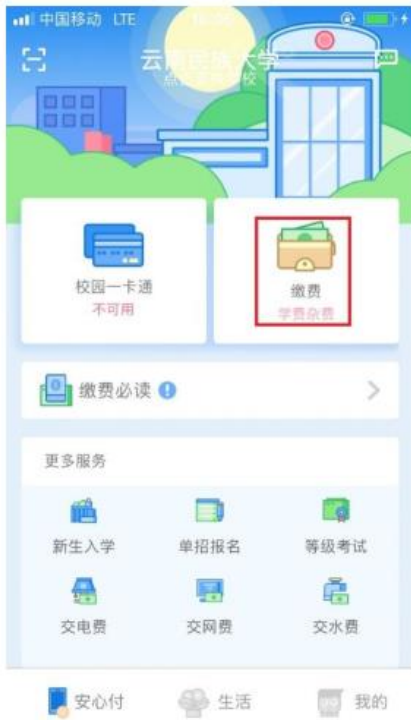 中国移动 LTE
云南民族大学
校园一卡通
不可用
缴费
学费杂费
缴费必读
更多服务
新生入学
单招报名
等级考试
交电费
交网费
交水费
安心付
生活
我的